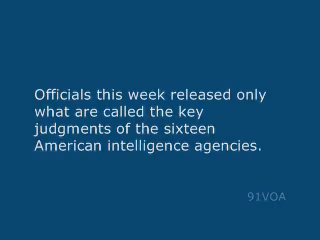 Officials this week released only
what are called the key
judgments of the sixteen
American intelligence agencies.
91VOA